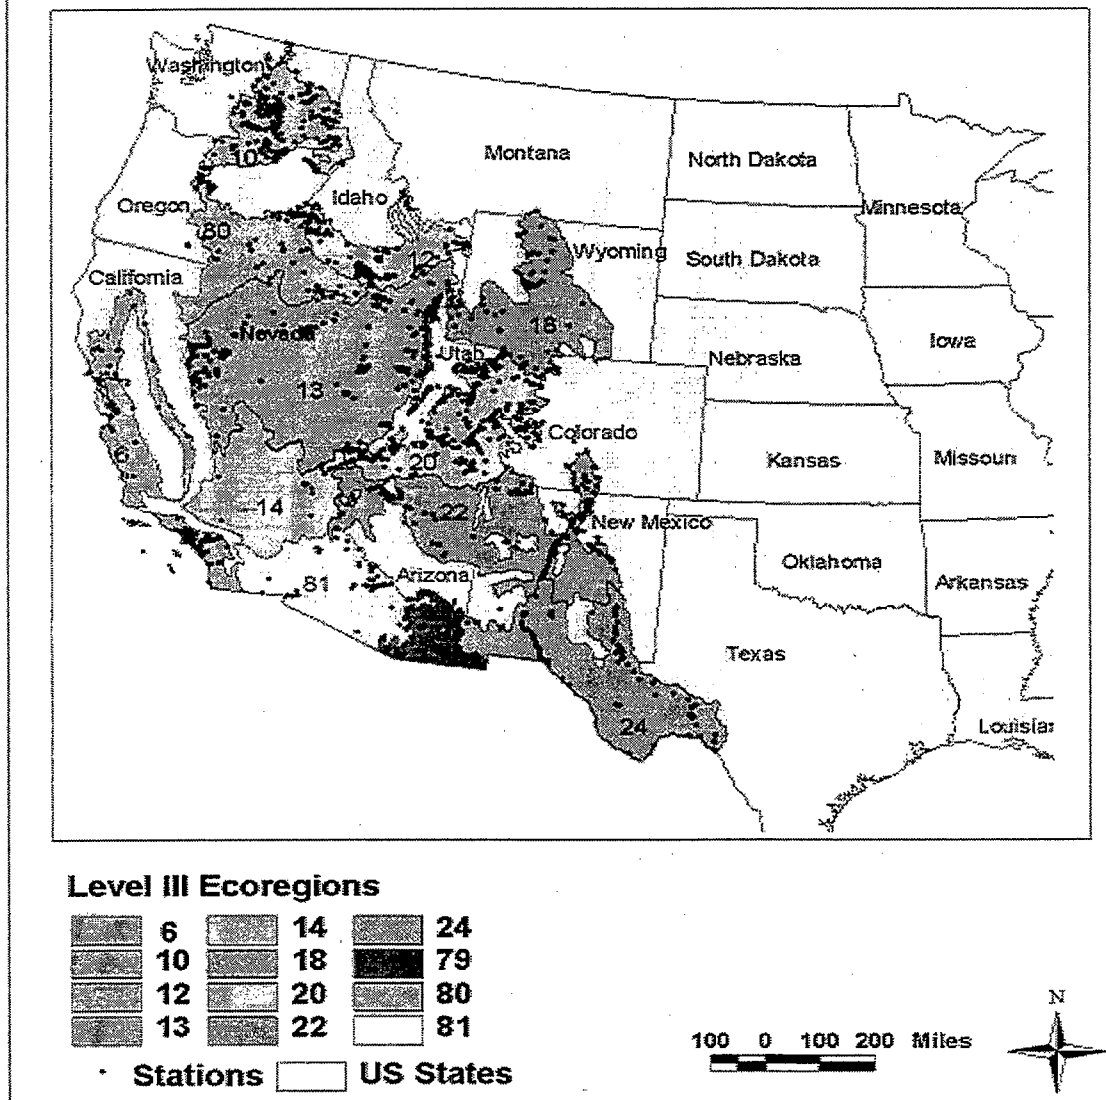 Washington
Montana
North Dakota
10
Idaho
Minnesota
Oregon
80
Wyoming
South Dakota
12
California
18
Nevada
Iowa
Utah
Nebraska
13
Colorado
6
20
Kansas
Missouri
14
22
New Mexico
Oklahoma
Arizona
81
Arkansas
Texas
24
Louisia
Level III Ecoregions
6 14 24
10 18 79
12 20 80
13 22 81
Stations US States
N
100 0 100 200 Miles